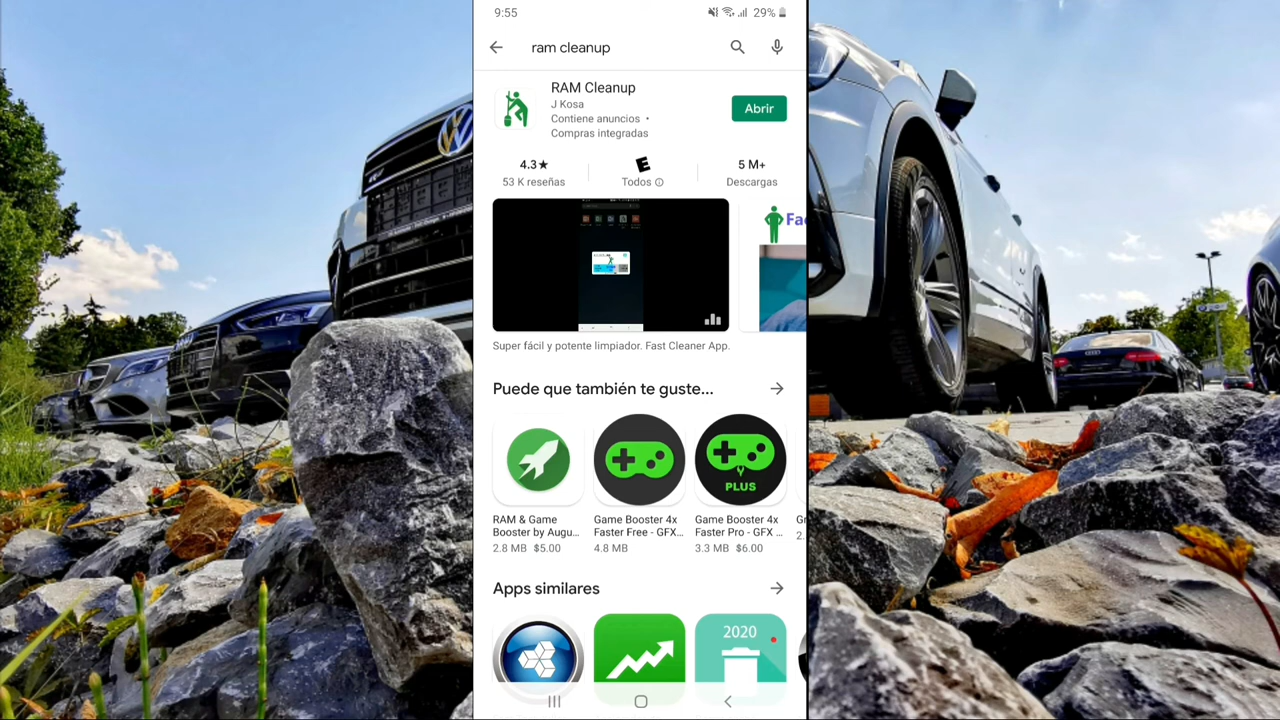 9:55
29%
ram cleanup
RAM Cleanup
J Kosa
Contiene anuncios •
Compras integradas
Abrir
4.3★
53 K reseñas
E
Todos
5 M+
Descargas
Fac
Super fácil y potente limpiador. Fast Cleaner App.
Puede que también te guste...
PLUS
RAM & Game
Booster by Augu...
2.8 MB $5.00
Game Booster 4x
Faster Free - GFX...
4.8 MB
Game Booster 4x
Faster Pro - GFX ...
3.3 MB $6.00
Gr
2.
Apps similares
2020